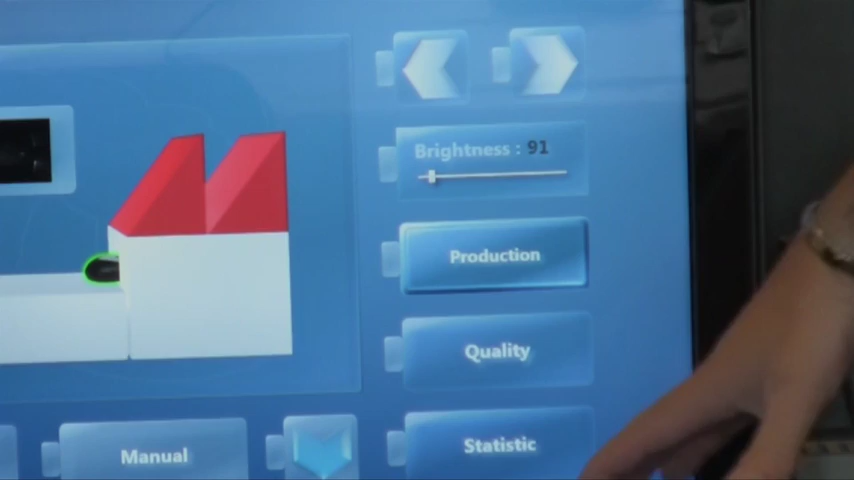 Brightness : 91
Production
Quality
Manual
Statistic